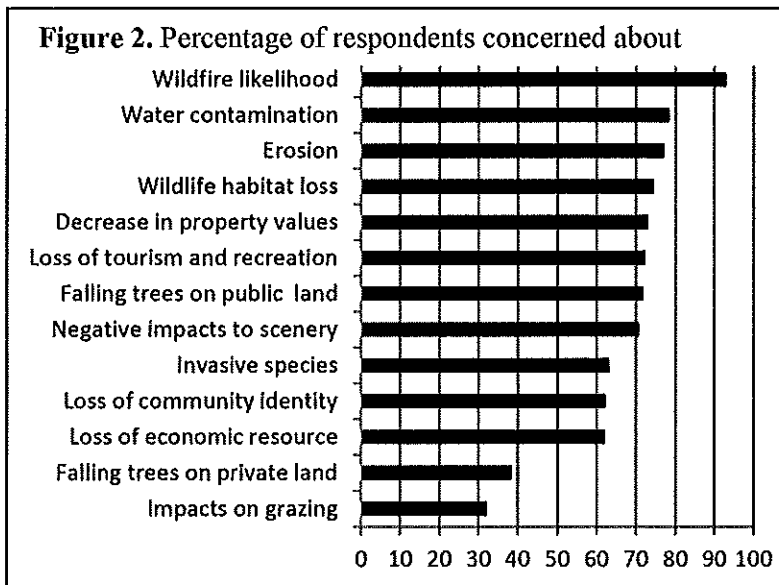 Figure 2. Percentage of respondents concerned about
Wildfire likelihood
Water contamination
Erosion
Wildlife habitat loss
Decrease in property values
Loss of tourism and recreation
Falling trees on public land
Negative impacts to scenery
Invasive species
Loss of community identity
Loss of economic resource
Falling trees on private land
Impacts on grazing
0 10 20 30 40 50 60 70 80 90 100